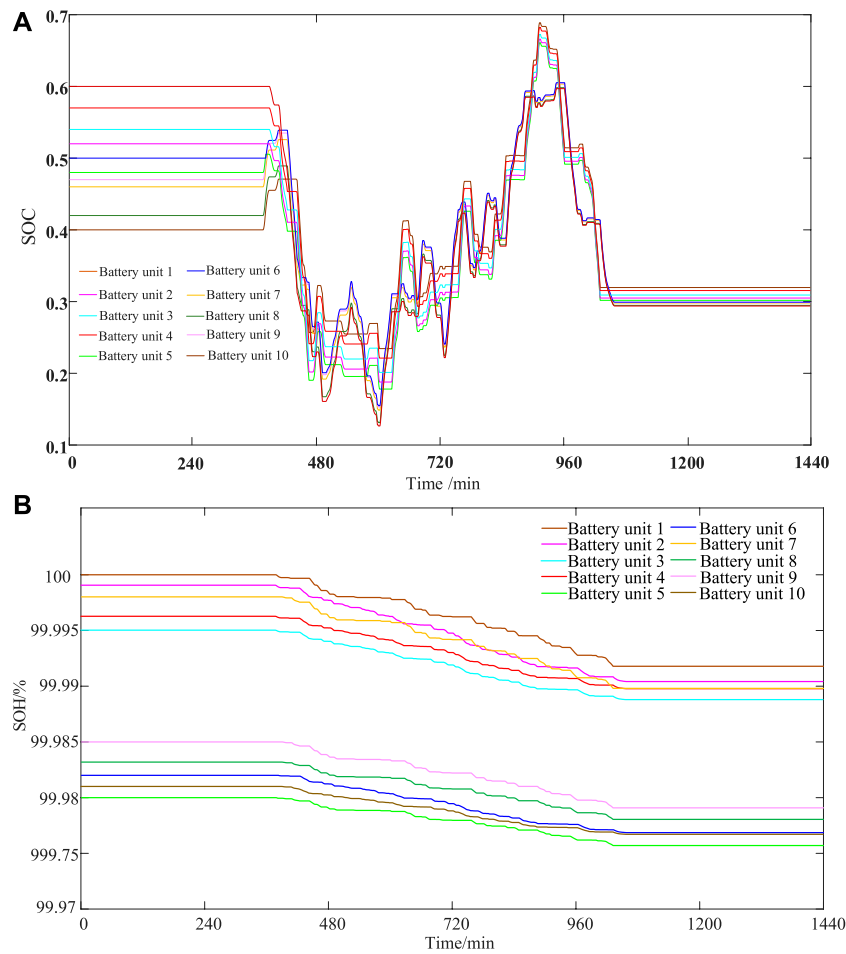 A
0.7
0.6
0.5
0.4
0.3
0.2
0.1
SOC
Battery unit 1
Battery unit 6
Battery unit 2
Battery unit 7
Battery unit 3
Battery unit 8
Battery unit 4
Battery unit 9
Battery unit 5
Battery unit 10
0 240 480 720 960 1200 1440
Time /min
B
Battery unit 1
Battery unit 6
Battery unit 2
Battery unit 7
Battery unit 3
Battery unit 8
Battery unit 4
Battery unit 9
Battery unit 5
Battery unit 10
100
99.995
99.99
99.985
99.98
999.75
99.97
SOH/%
0 240 480 720 960 1200 1440
Time/min